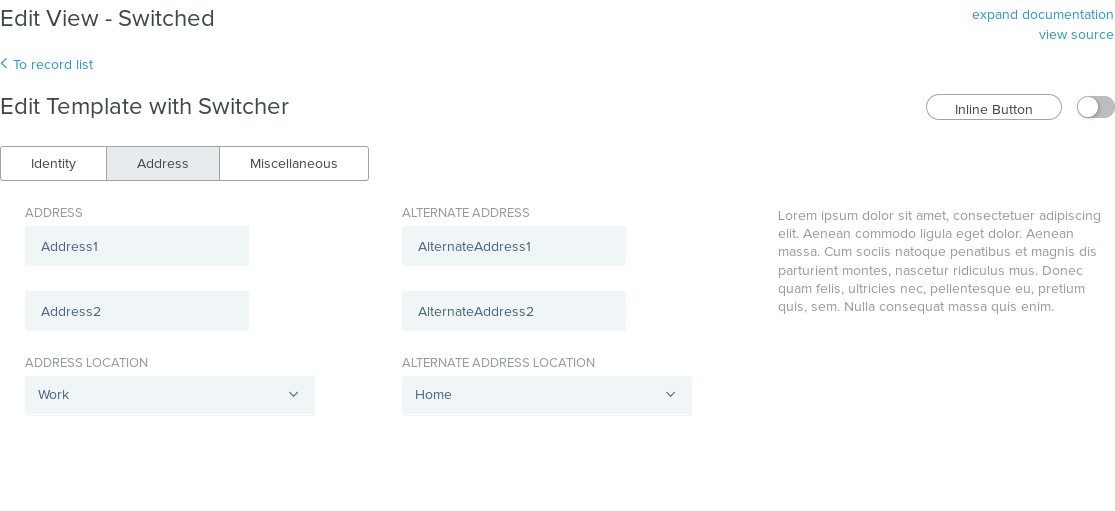 Edit View - Switched
expand documentation
view source
To record list
Edit Template with Switcher
Inline Button
Identity
Address
Miscellaneous
ADDRESS
Address1
Address2
ADDRESS LOCATION
Work
ALTERNATE ADDRESS
AlternateAddress1
AlternateAddress2
ALTERNATE ADDRESS LOCATION
Home
Lorem ipsum dolor sit amet, consectetuer adipiscing
elit. Aenean commodo ligula eget dolor. Aenean
massa. Cum sociis natoque penatibus et magnis dis
parturient montes, nascetur ridiculus mus. Donec
quam felis, ultricies nec, pellentesque eu, pretium
quis, sem. Nulla consequat massa quis enim.